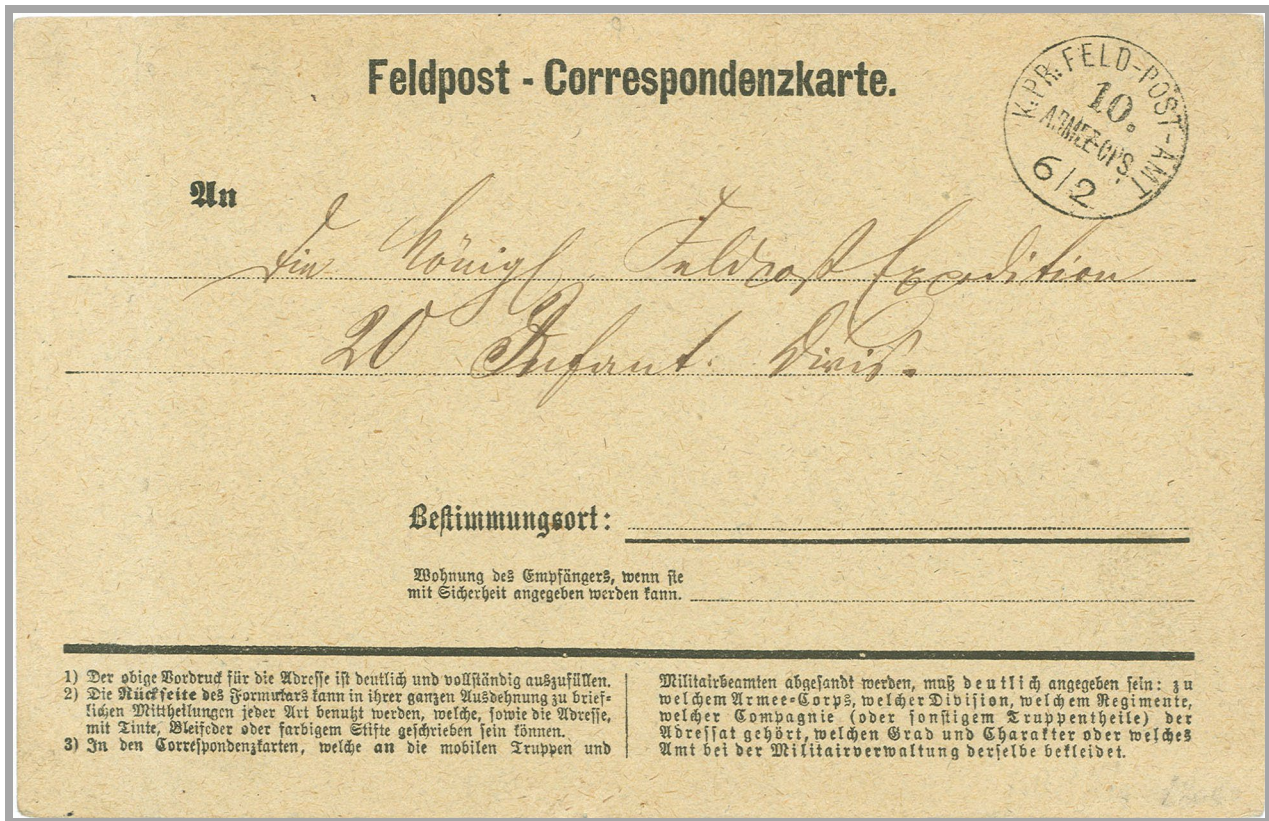 Feldpost - Correspondenzkarte.
K. PR. FELD-POST-AMT
10.
ARMEE-CPS.
6/2
An
die Königl. Feldpost Expedition
20 Infant. Divis.
Bestimmungsort:
Wohnung des Empfängers, wenn sie
mit Sicherheit angegeben werden kann.
1) Der obige Vordruck für die Adresse ist deutlich und vollständig auszufüllen.
2) Die Rückseite des Formulars kann in ihrer ganzen Ausdehnung zu brief-
lichen Mittheilungen jeder Art benutzt werden, welche, sowie die Adresse,
mit Tinte, Bleifeder oder farbigem Stifte geschrieben sein können.
3) In den Correspondenzkarten, welche an die mobilen Truppen und
Militairbeamten abgesandt werden, muß deutlich angegeben sein: zu
welchem Armee-Corps, welcher Division, welchem Regimente,
welcher Compagnie (oder sonstigem Truppentheile) der
Adressat gehört, welchen Grad und Charakter oder welches
Amt bei der Militairverwaltung derselbe bekleidet.